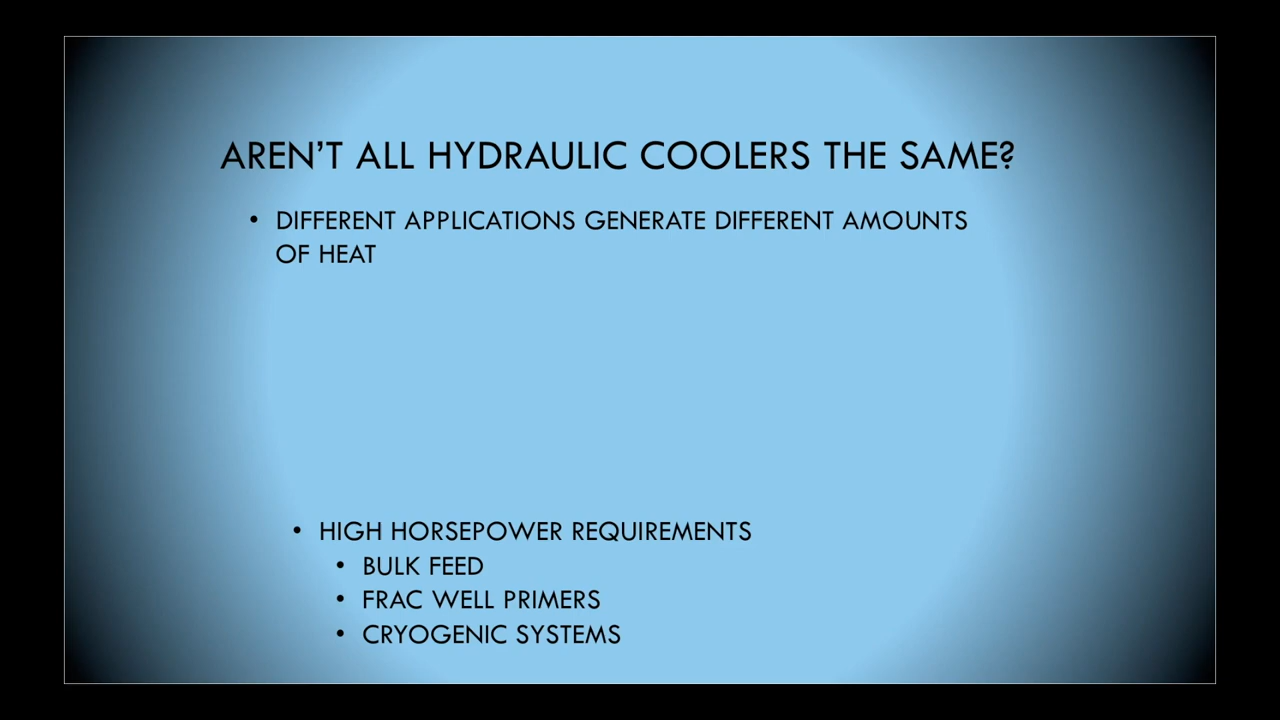 AREN'T ALL HYDRAULIC COOLERS THE SAME?
• DIFFERENT APPLICATIONS GENERATE DIFFERENT AMOUNTS
OF HEAT
• HIGH HORSEPOWER REQUIREMENTS
• BULK FEED
• FRAC WELL PRIMERS
• CRYOGENIC SYSTEMS